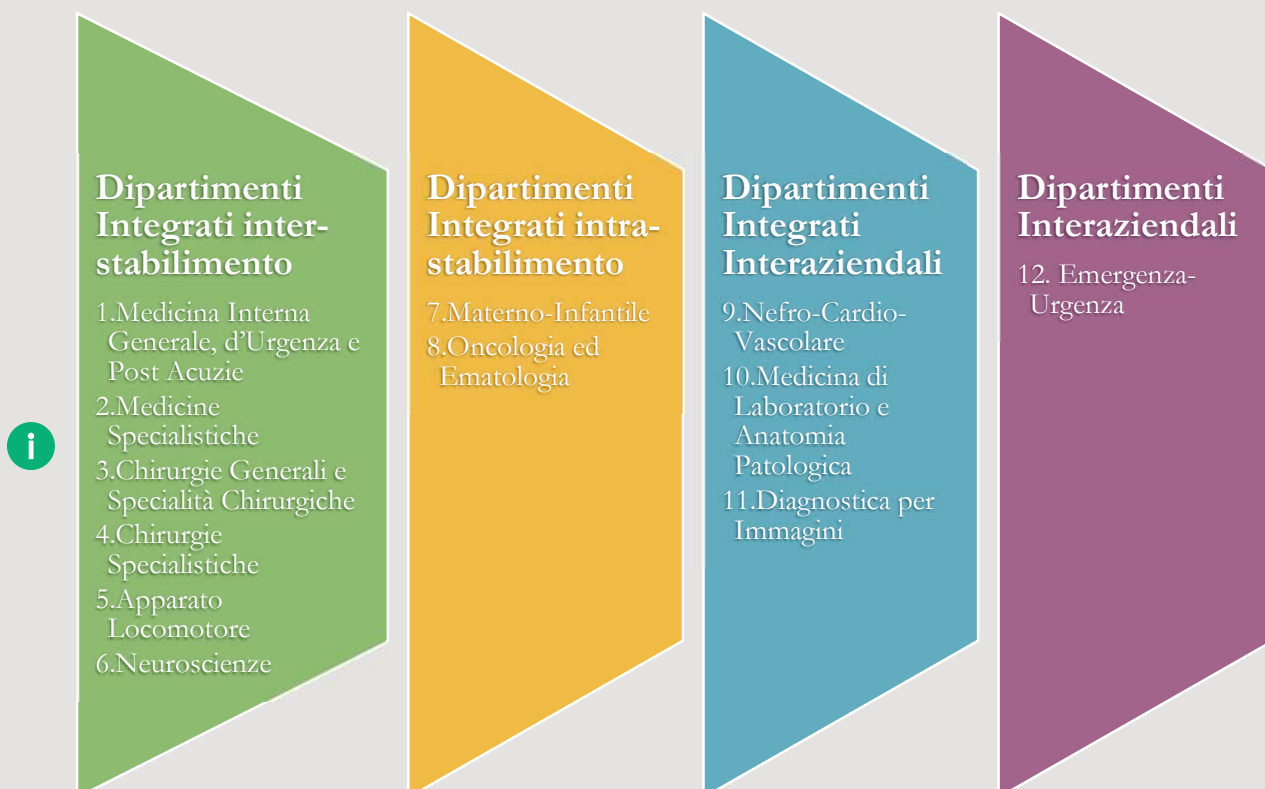 Dipartimenti
Integrati inter-
stabilimento
1.Medicina Interna
Generale, d'Urgenza e
Post Acuzie
2.Medicine
Specialistiche
3.Chirurgie Generali e
Specialità Chirurgiche
4.Chirurgie
Specialistiche
5.Apparato
Locomotore
6.Neuroscienze
Dipartimenti
Integrati intra-
stabilimento
7.Materno-Infantile
8.Oncologia ed
Ematologia
Dipartimenti
Integrati
Interaziendali
9.Nefro-Cardio-
Vascolare
10.Medicina di
Laboratorio e
Anatomia
Patologica
11.Diagnostica per
Immagini
Dipartimenti
Interaziendali
12. Emergenza-
Urgenza
i